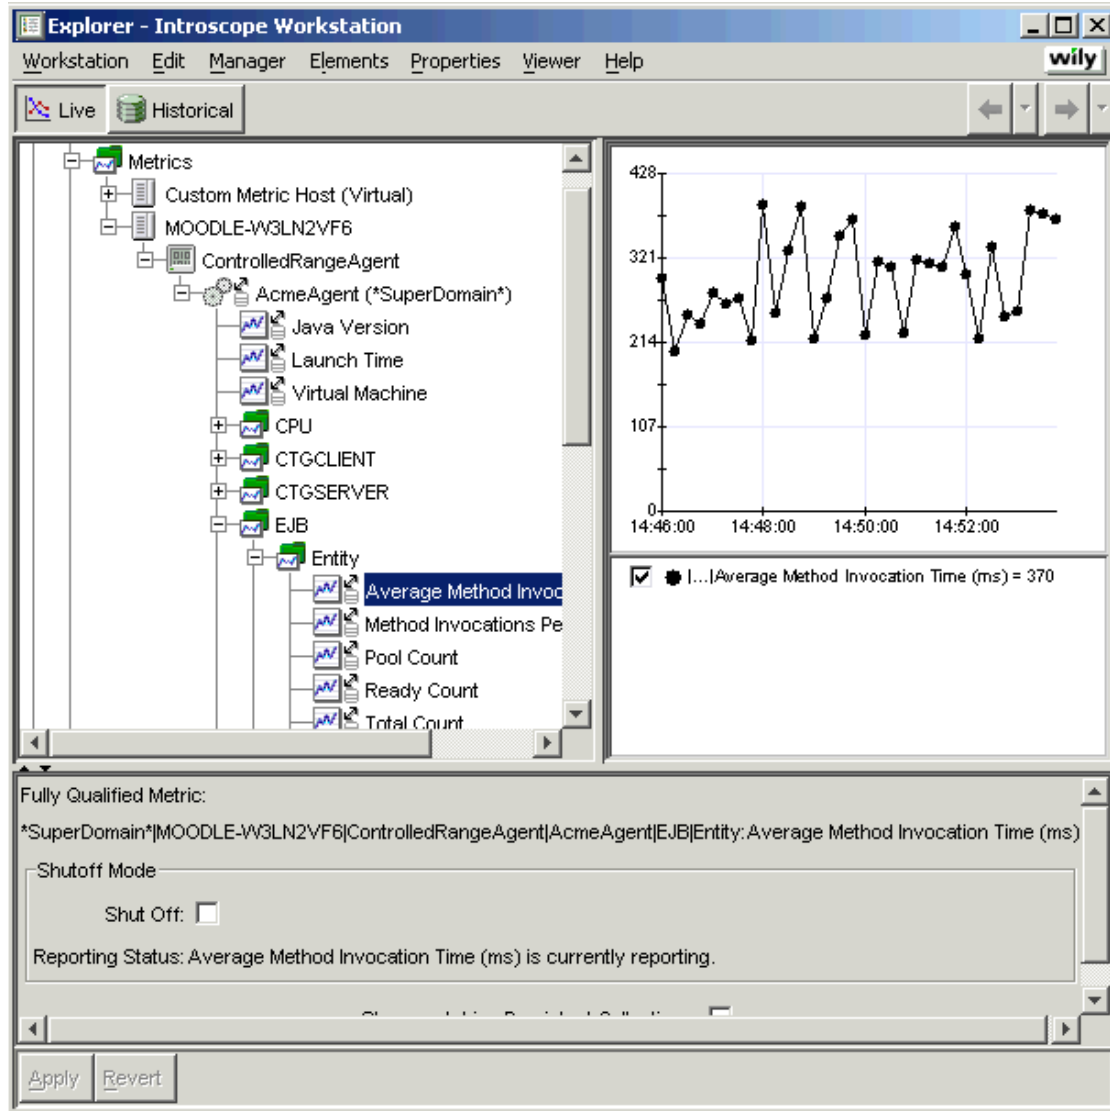 Explorer - Introscope Workstation
Workstation Edit Manager Elements Properties Viewer Help
wily
Live Historical
Metrics
Custom Metric Host (Virtual)
MOODLE-W3LN2VF6
ControlledRangeAgent
AcmeAgent (*SuperDomain*)
Java Version
Launch Time
Virtual Machine
CPU
CTGCLIENT
CTGSERVER
EJB
Entity
Average Method Invoc
Method Invocations Pe
Pool Count
Ready Count
Total Count
428
321
214
107
0
14:46:00 14:48:00 14:50:00 14:52:00
|...|Average Method Invocation Time (ms) = 370
Fully Qualified Metric:
*SuperDomain*|MOODLE-W3LN2VF6|ControlledRangeAgent|AcmeAgent|EJB|Entity:Average Method Invocation Time (ms)
Shutoff Mode
Shut Off:
Reporting Status: Average Method Invocation Time (ms) is currently reporting.
Apply Revert